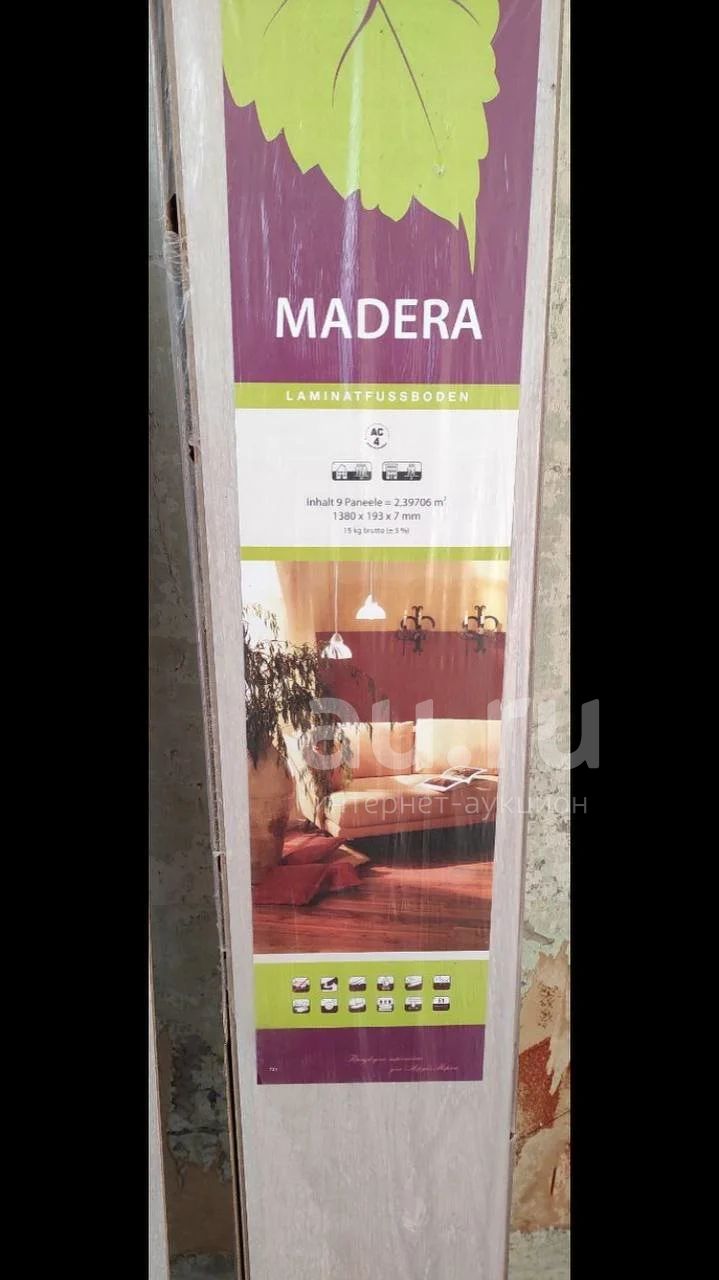 MADERA
LAMINATFUSSBODEN
AC
4
Inhalt 9 Paneele = 2,39706 m²
1380 x 193 x 7 mm
15 kg brutto (± 5 %)
au.ru
интернет-аукцион
E1